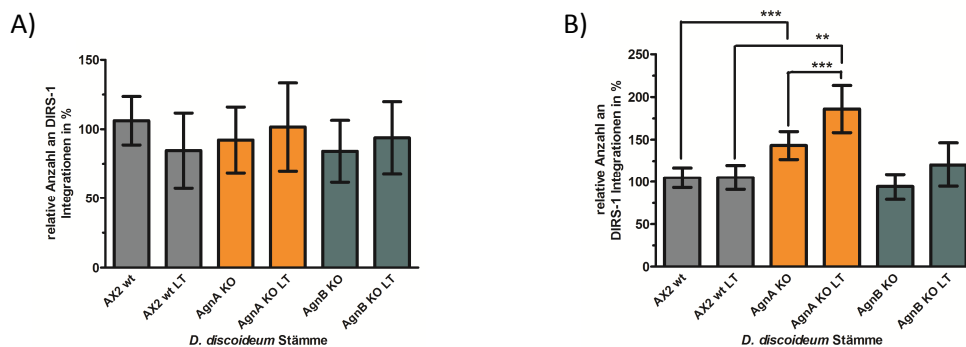 A)
relative Anzahl an DIRS-1
Integrationen in %
150
100
50
0
AX2 wt
AX2 wt LT
AgnA KO
AgnA KO LT
AgnB KO
AgnB KO LT
D. discoideum Stämme
B)
relative Anzahl an
DIRS-1 Integrationen in %
250
200
150
100
50
0
***
**
***
AX2 wt
AX2 wt LT
AgnA KO
AgnA KO LT
AgnB KO
AgnB KO LT
D. discoideum Stämme